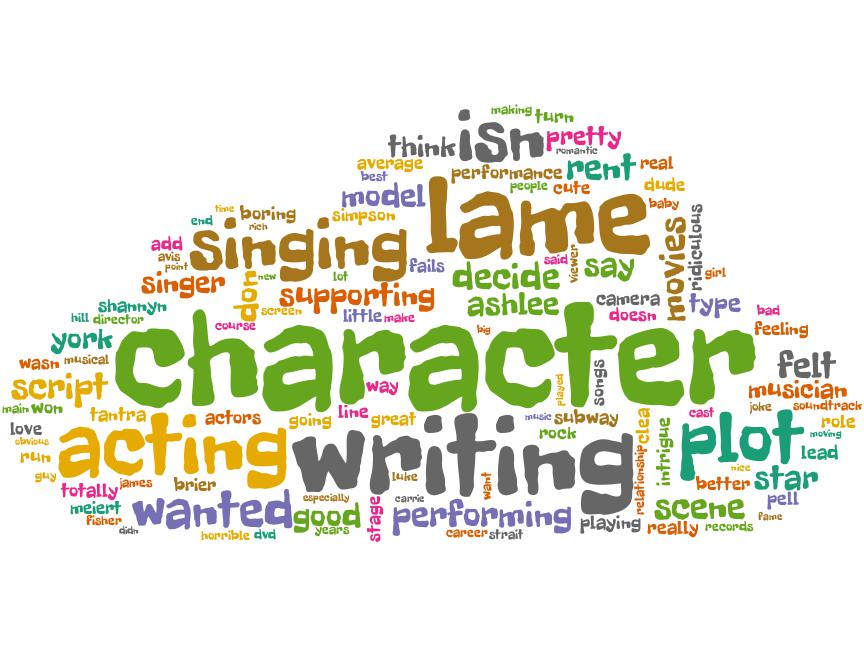 making turn
think isn pretty
romantic
average performance rent real
best people cute dude
model lame baby
time boring simpson
end rich
add singing movies ridiculous
avis fails said viewer say
point new lot decide girl
singer don supporting ashlee camera type
shannyn screen little make doesn
hill director course bad
york character big feeling
wasn musical felt
script way played songs musician
main won tantra actors line great music subway cast joke soundtrack
love going rock clea role
obvious acting writing intrigue plot moving
run lead
guy nice
totally james brier luke want relationship better star
meiert wanted especially carrie scene pell
fisher good stage performing playing fame
didn years really records
horrible dvd career strait